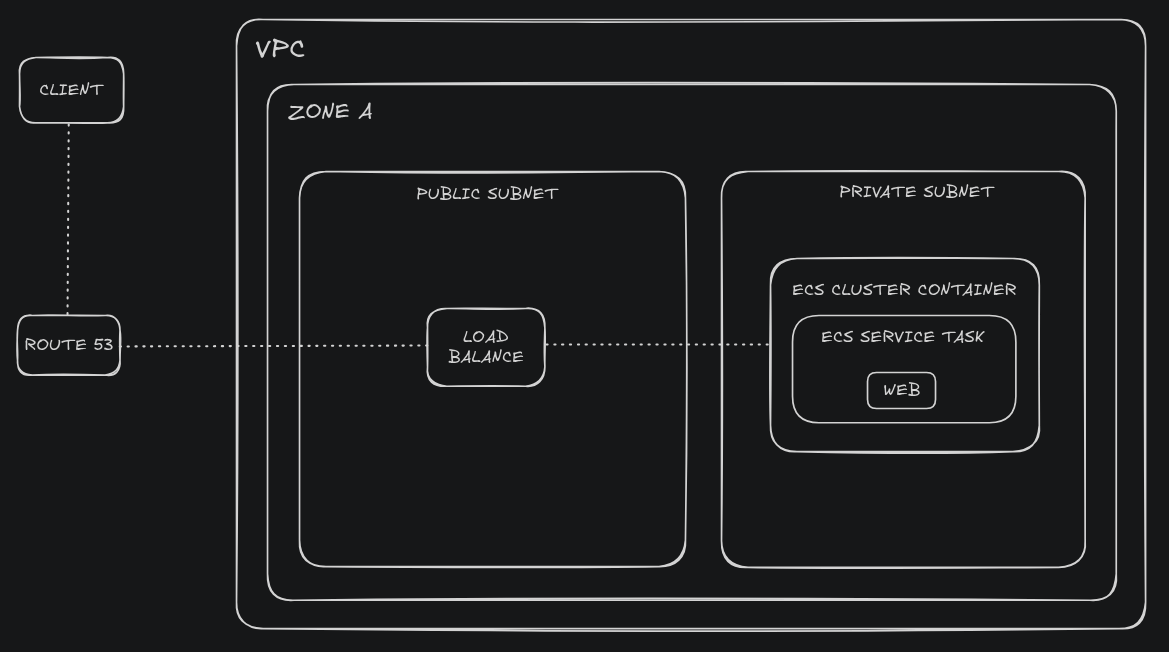 VPC
CLIENT
ZONE A
PUBLIC SUBNET
PRIVATE SUBNET
ECS CLUSTER CONTAINER
ROUTE 53
LOAD
BALANCE
ECS SERVICE TASK
WEB